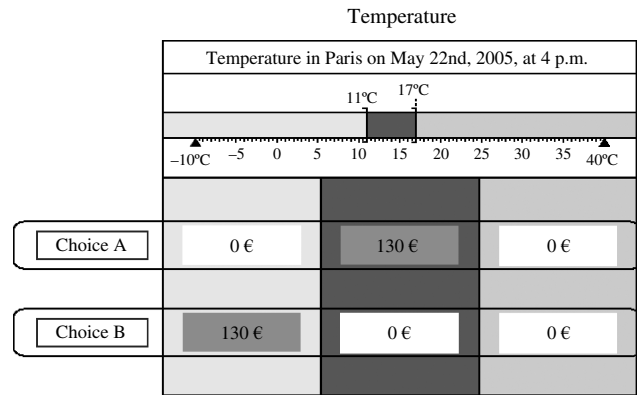 Temperature
Temperature in Paris on May 22nd, 2005, at 4 p.m.
11ºC 17ºC
–10ºC –5 0 5 10 15 20 25 30 35 40ºC
Choice A 0 € 130 € 0 €
Choice B 130 € 0 € 0 €